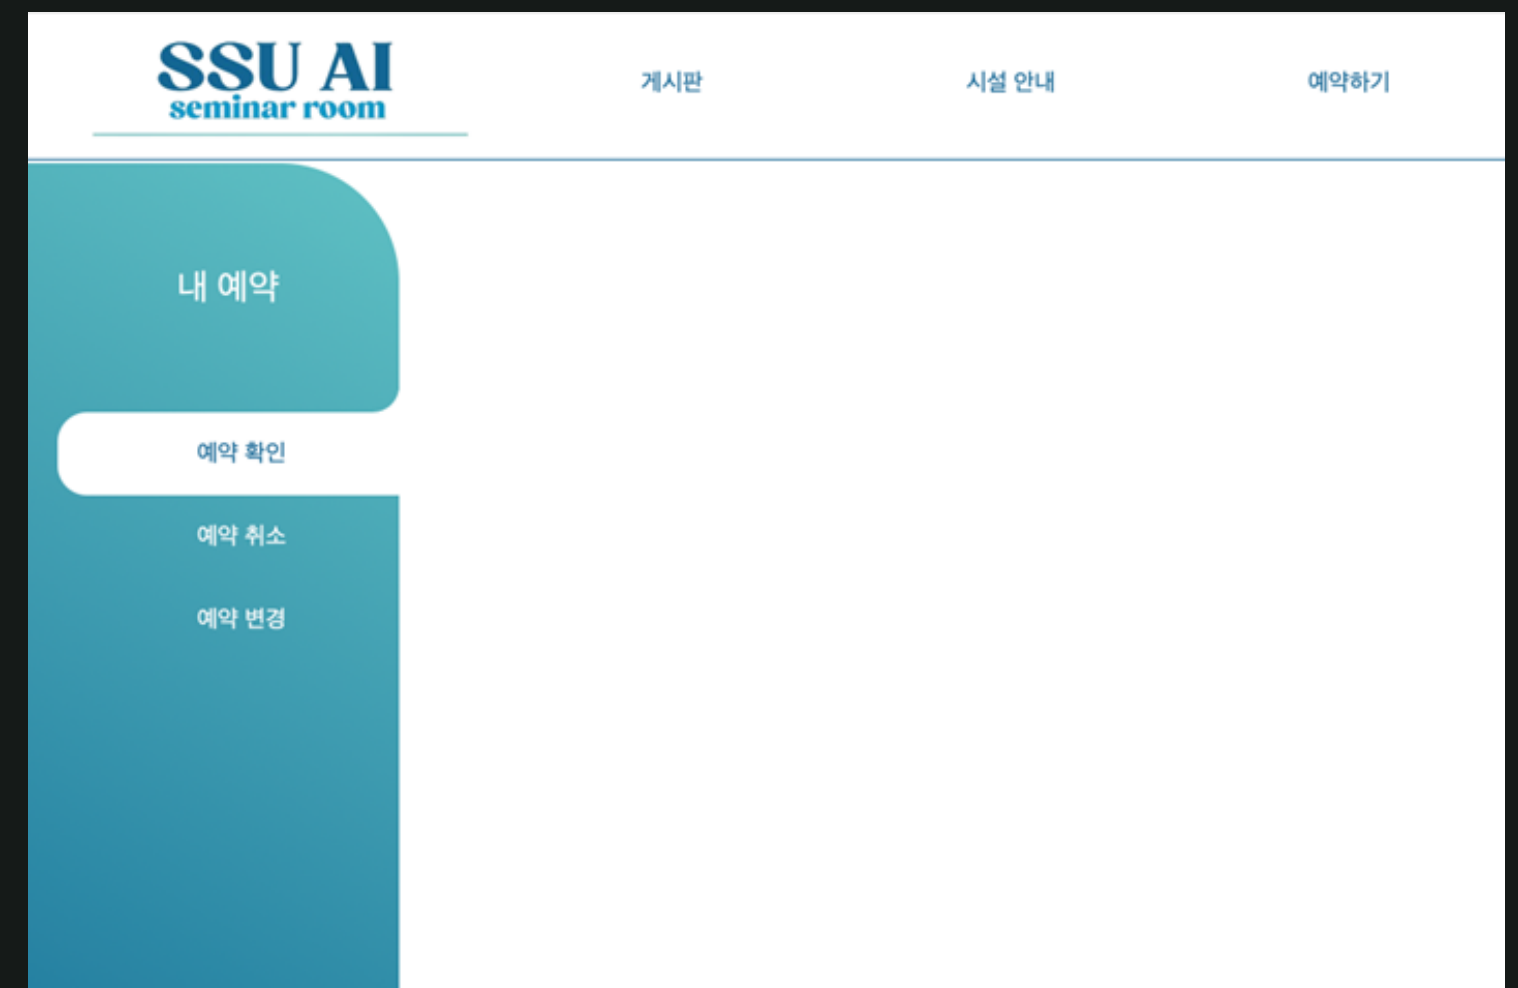 SSU AI
seminar room
게시판
시설 안내
예약하기
내 예약
예약 확인
예약 취소
예약 변경